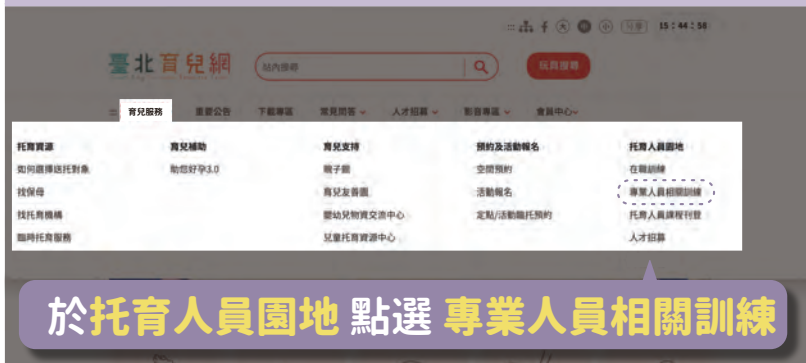 15：44：58
臺北育兒網
站內搜尋
育兒服務 重要公告 下載專區 常見問答 人才招募 影音專區 會員中心
托育資源 育兒補助 育兒支持 預約及活動報名 托育人員園地
如何選擇送托對象 助您好孕3.0 親子館 空間預約 在職訓練
找保母 育兒友善園 活動報名 專業人員相關訓練
找托育機構 嬰幼兒物資交流中心 定點/活動臨托預約 托育人員課程刊登
臨時托育服務 兒童托育資源中心 人才招募
於托育人員園地 點選 專業人員相關訓練